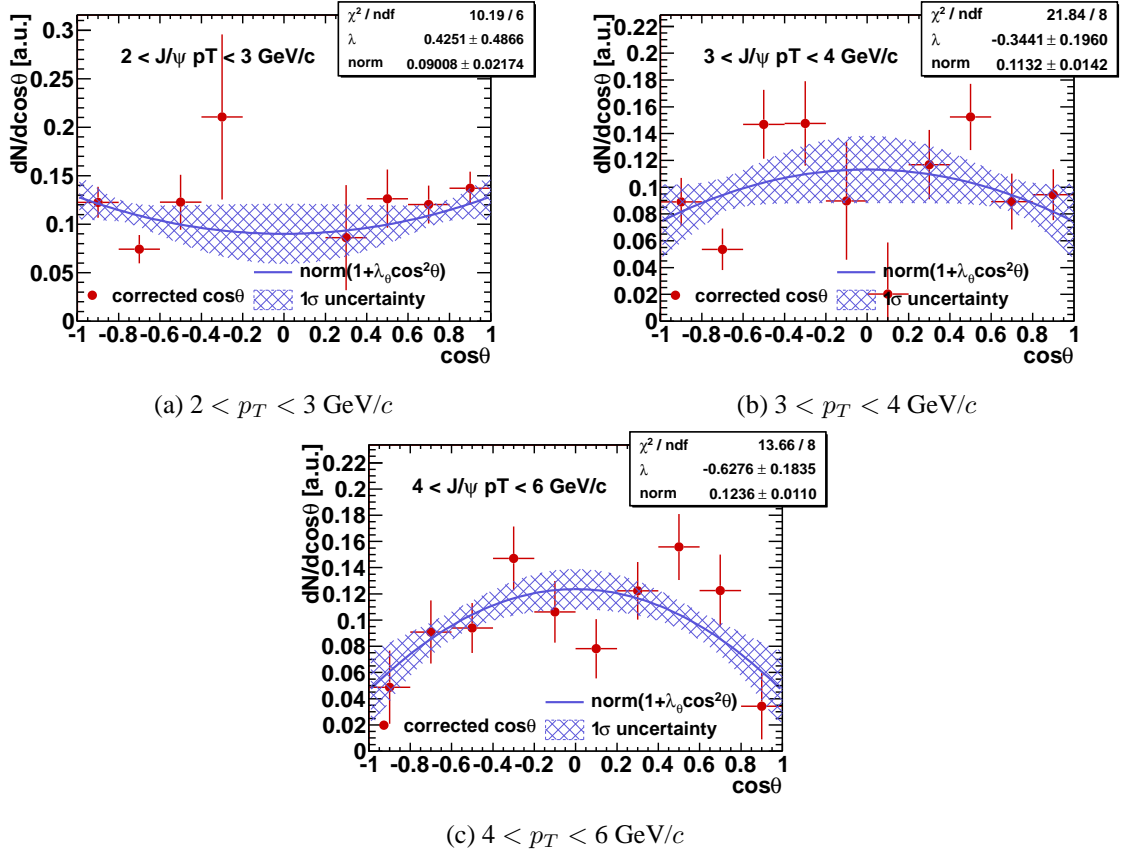 χ² / ndf 10.19 / 6
λ 0.4251 ± 0.4866
norm 0.09008 ± 0.02174
2 < J/ψ pT < 3 GeV/c
dN/dcosθ [a.u.]
0.3
0.25
0.2
0.15
0.1
0.05
0
norm(1+λ_θcos²θ)
corrected cosθ
1σ uncertainty
-1 -0.8 -0.6 -0.4 -0.2 0 0.2 0.4 0.6 0.8 1
cosθ
(a) 2 < p_T < 3 GeV/c
χ² / ndf 21.84 / 8
λ -0.3441 ± 0.1960
norm 0.1132 ± 0.0142
3 < J/ψ pT < 4 GeV/c
dN/dcosθ [a.u.]
0.22
0.2
0.18
0.16
0.14
0.12
0.1
0.08
0.06
0.04
0.02
0
norm(1+λ_θcos²θ)
corrected cosθ
1σ uncertainty
-1 -0.8 -0.6 -0.4 -0.2 0 0.2 0.4 0.6 0.8 1
cosθ
(b) 3 < p_T < 4 GeV/c
χ² / ndf 13.66 / 8
λ -0.6276 ± 0.1835
norm 0.1236 ± 0.0110
4 < J/ψ pT < 6 GeV/c
dN/dcosθ [a.u.]
0.22
0.2
0.18
0.16
0.14
0.12
0.1
0.08
0.06
0.04
0.02
0
norm(1+λ_θcos²θ)
corrected cosθ
1σ uncertainty
-1 -0.8 -0.6 -0.4 -0.2 0 0.2 0.4 0.6 0.8 1
cosθ
(c) 4 < p_T < 6 GeV/c